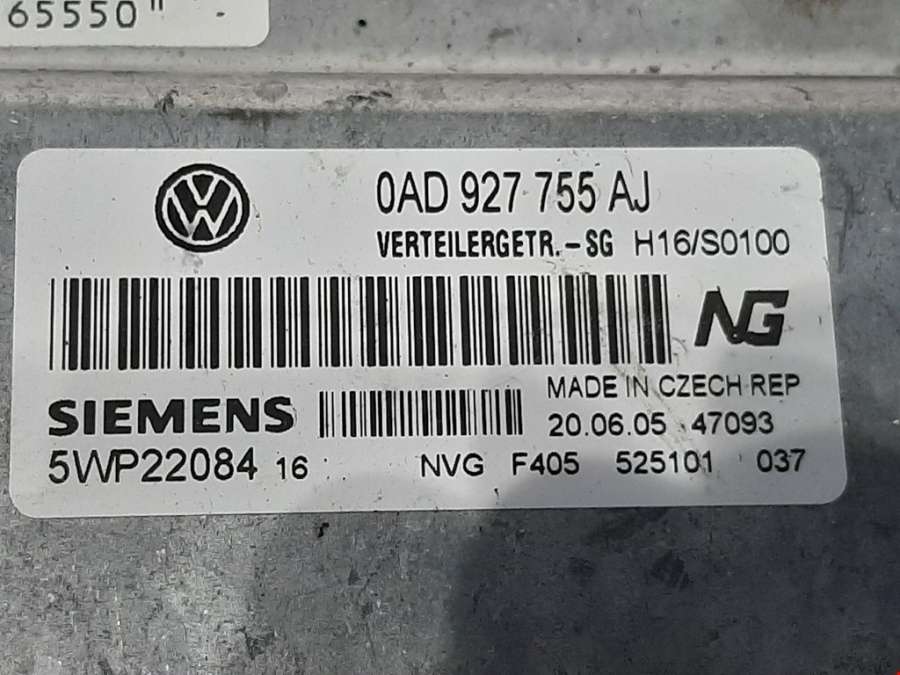 65550"
0AD 927 755 AJ
VERTEILERGETR.-SG H16/S0100
NG
SIEMENS
MADE IN CZECH REP
20.06.05 47093
5WP22084 16 NVG F405 525101 037